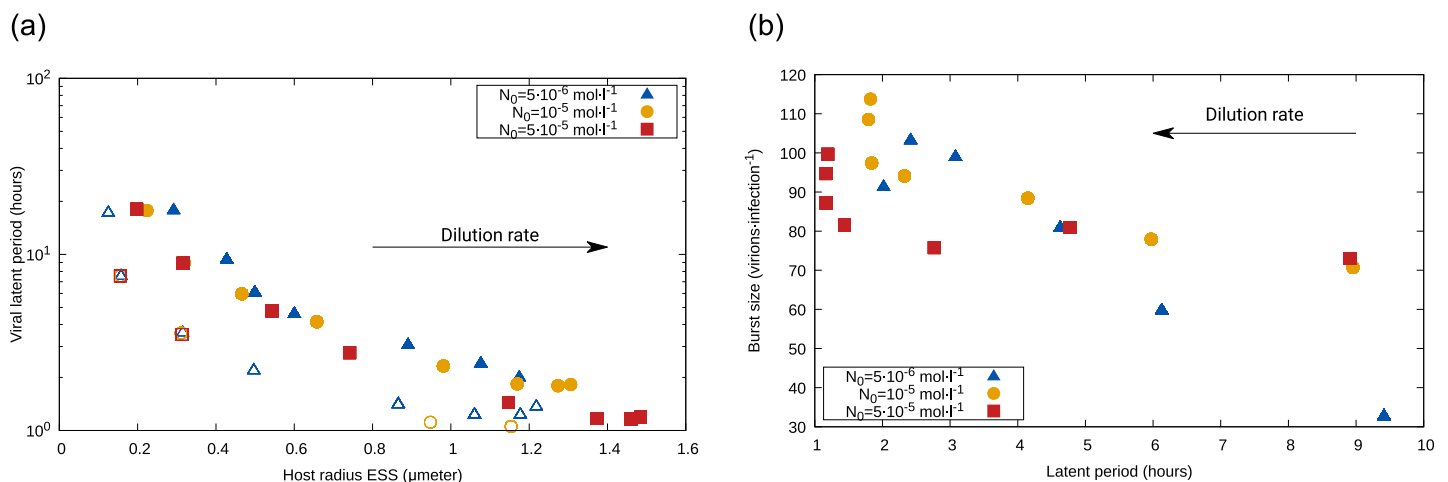 (a)
10²
10¹
10⁰
Viral latent period (hours)
N₀=5·10⁻⁶ mol·l⁻¹
N₀=10⁻⁵ mol·l⁻¹
N₀=5·10⁻⁵ mol·l⁻¹
Dilution rate
0 0.2 0.4 0.6 0.8 1 1.2 1.4 1.6
Host radius ESS (μmeter)
(b)
120
110
100
90
80
70
60
50
40
30
Burst size (virions·infection⁻¹)
Dilution rate
N₀=5·10⁻⁶ mol·l⁻¹
N₀=10⁻⁵ mol·l⁻¹
N₀=5·10⁻⁵ mol·l⁻¹
1 2 3 4 5 6 7 8 9 10
Latent period (hours)